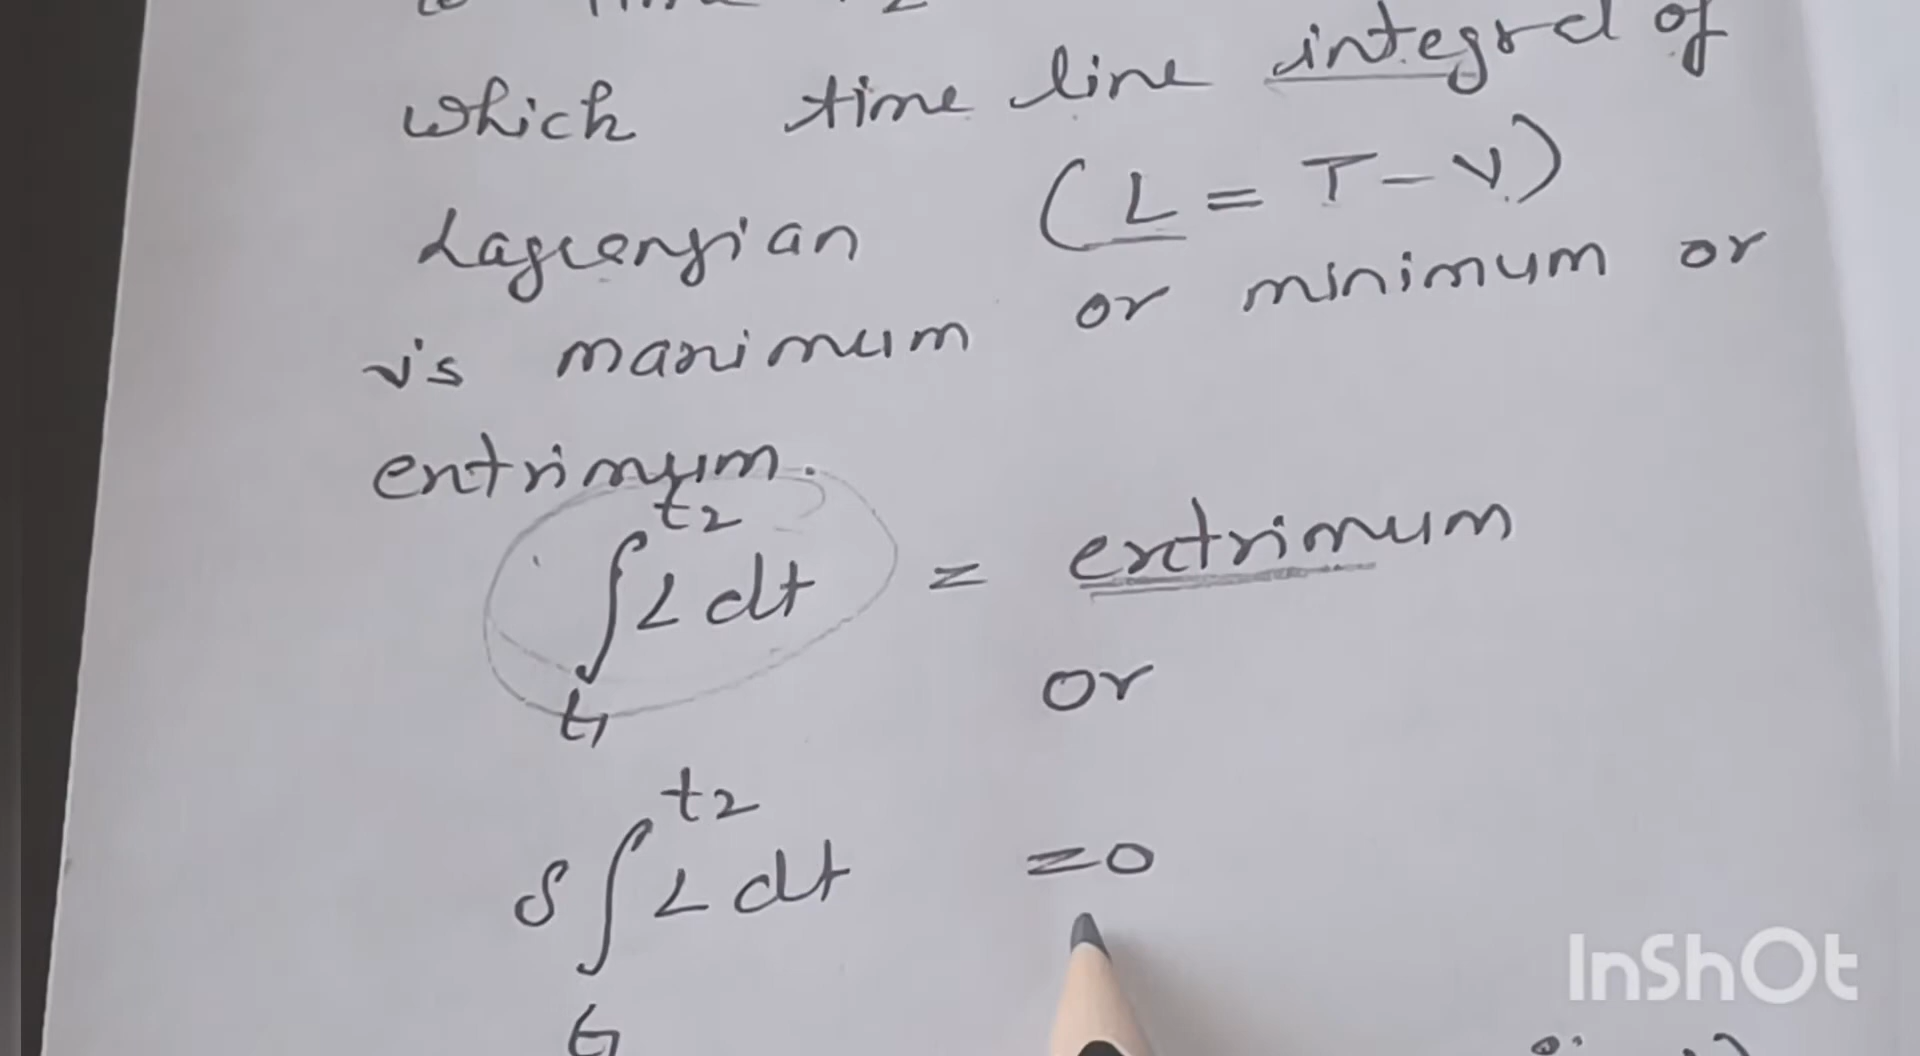 which time line integral of
Lagrangian (L = T - V)
is maximum or minimum or
extrimum.
∫ L dt = extrimum
t2
t1
or
δ ∫ L dt = 0
t2
t1
InShOt